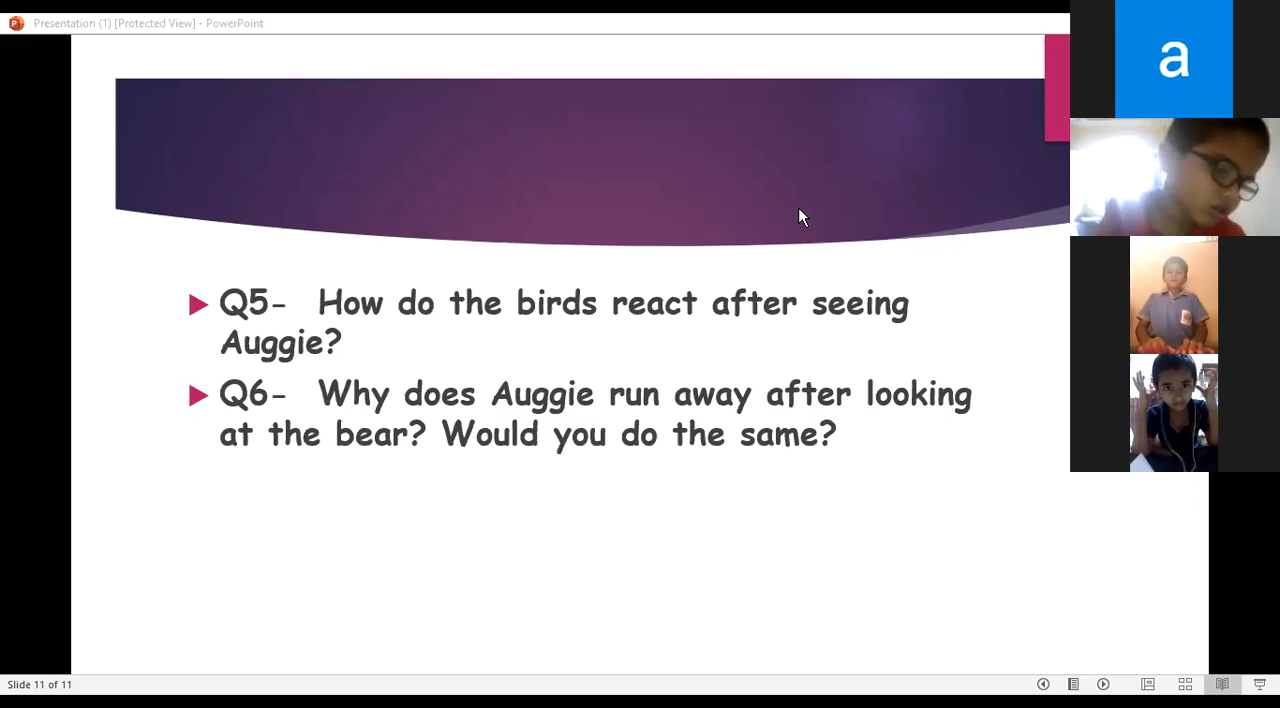 Presentation (1) [Protected View] - PowerPoint
a
Q5- How do the birds react after seeing
Auggie?
Q6- Why does Auggie run away after looking
at the bear? Would you do the same?
Slide 11 of 11